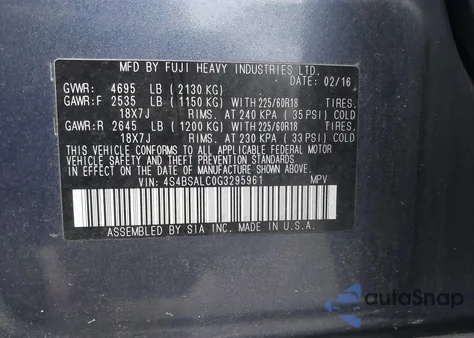 MFD BY FUJI HEAVY INDUSTRIES LTD.
DATE: 02/16
GVWR: 4695 LB (2130 KG)
GAWR:F 2535 LB (1150 KG) WITH 225/60R18 TIRES.
18X7J RIMS. AT 240 KPA (35 PSI) COLD
GAWR:R 2645 LB (1200 KG) WITH 225/60R18 TIRES.
18X7J RIMS. AT 230 KPA (33 PSI) COLD
THIS VEHICLE CONFORMS TO ALL APPLICABLE FEDERAL MOTOR
VEHICLE SAFETY AND THEFT PREVENTION STANDARDS
IN EFFECT ON THE DATE OF MANUFACTURE SHOWN ABOVE.
VIN: 4S4BSALC0G3295961 MPV
ASSEMBLED BY SIA INC. MADE IN U.S.A.
autoSnap